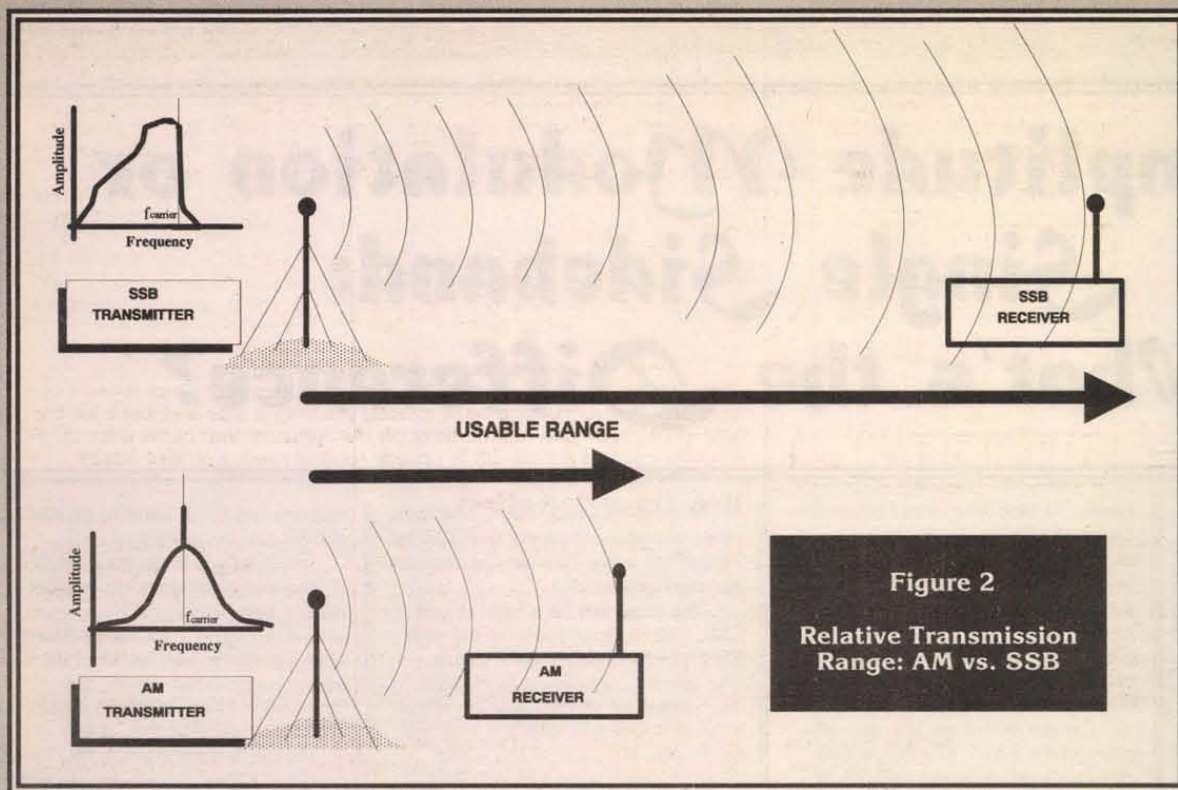 Amplitude
fcarrier
Frequency
SSB
TRANSMITTER
SSB
RECEIVER
USABLE RANGE
Amplitude
fcarrier
Frequency
AM
TRANSMITTER
AM
RECEIVER
Figure 2
Relative Transmission
Range: AM vs. SSB